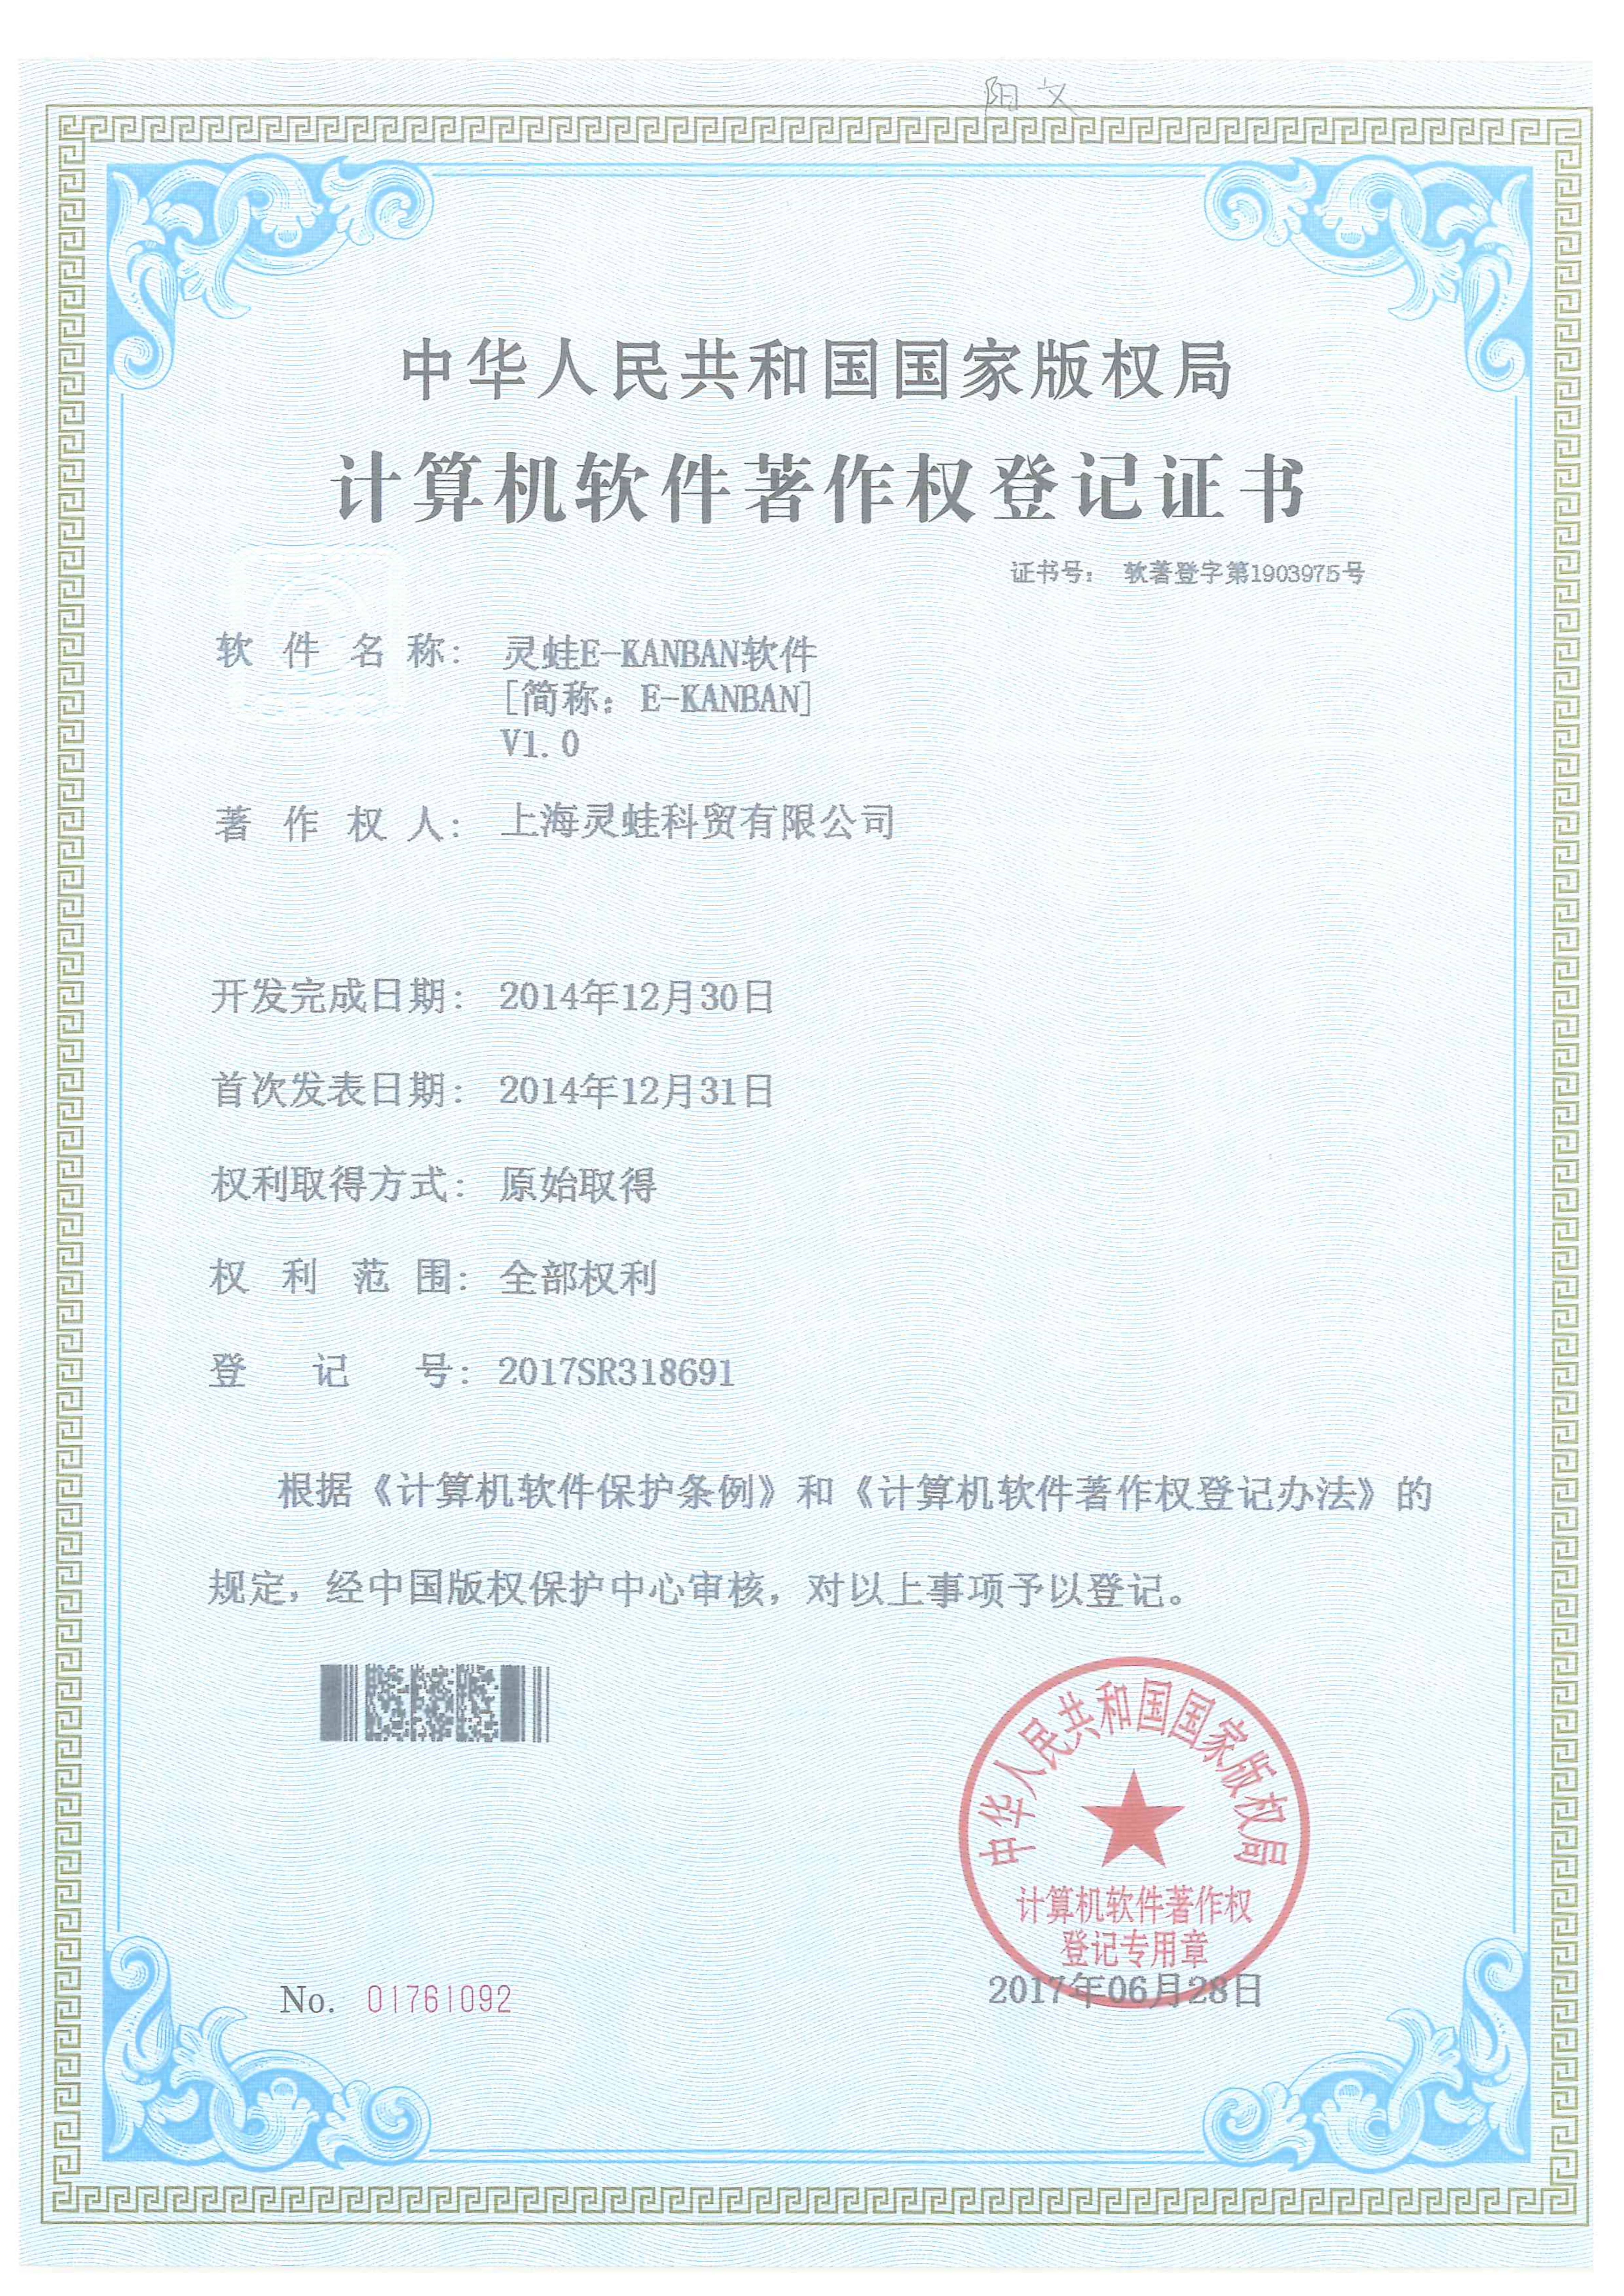 阳文
中华人民共和国国家版权局
计算机软件著作权登记证书
证书号: 软著登字第1903975号
软件名称: 灵蛙E-KANBAN软件
[简称: E-KANBAN]
V1.0
著作权人: 上海灵蛙科贸有限公司
开发完成日期: 2014年12月30日
首次发表日期: 2014年12月31日
权利取得方式: 原始取得
权利范围: 全部权利
登记号: 2017SR318691
根据《计算机软件保护条例》和《计算机软件著作权登记办法》的
规定,经中国版权保护中心审核,对以上事项予以登记。
中华人民共和国国家版权局
计算机软件著作权
登记专用章
2017年06月28日
No. 01761092